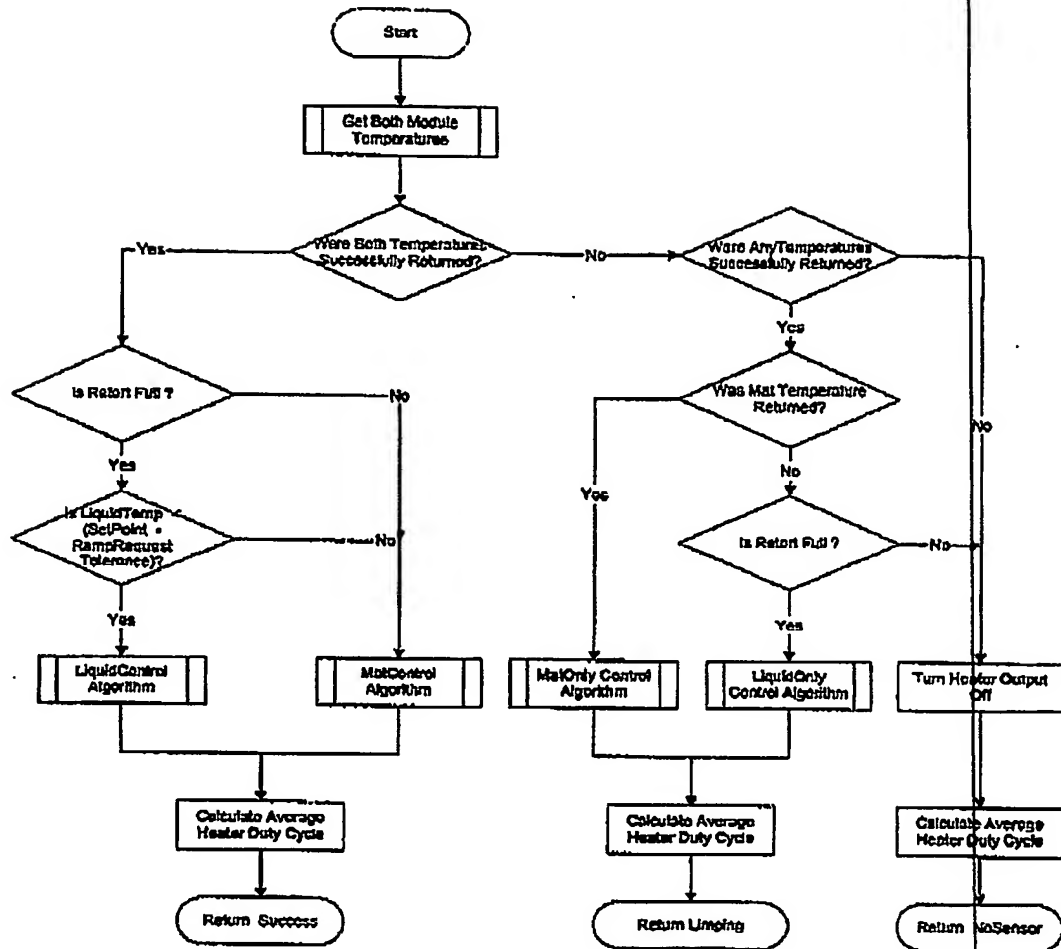 Start
Get Both Module
Temperatures
Were Both Temperatures
Successfully Returned?
Yes
No
Were AnyTemperatures
Successfully Returned?
Yes
No
Is Retort Full ?
No
Yes
Was Mat Temperature
Returned?
Yes
No
Is LiquidTemp
(SetPoint -
RampRequest
Tolerance)?
No
Yes
Is Retort Full ?
No
Yes
LiquidControl
Algorithm
MatControl
Algorithm
MatOnly Control
Algorithm
LiquidOnly
Control Algorithm
Turn Heater Output
Off
Calculate Average
Heater Duty Cycle
Calculate Average
Heater Duty Cycle
Calculate Average
Heater Duty Cycle
Return Success
Return Limping
Return NoSensor